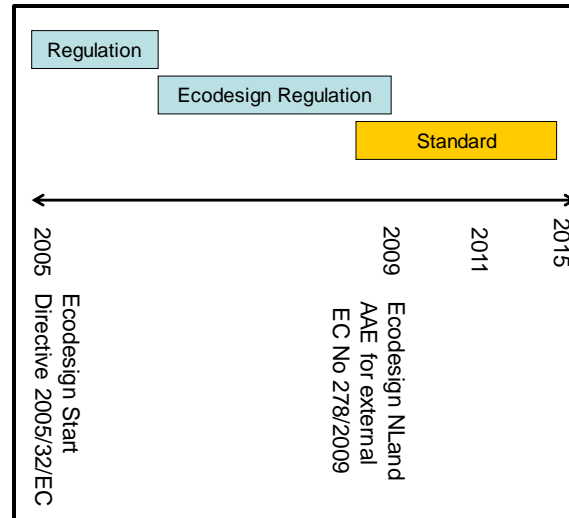 Regulation
Ecodesign Regulation
Standard
2005
2009
2011
2015
Ecodesign Start
Directive 2005/32/EC
Ecodesign NLand
AAE for external
EC No 278/2009